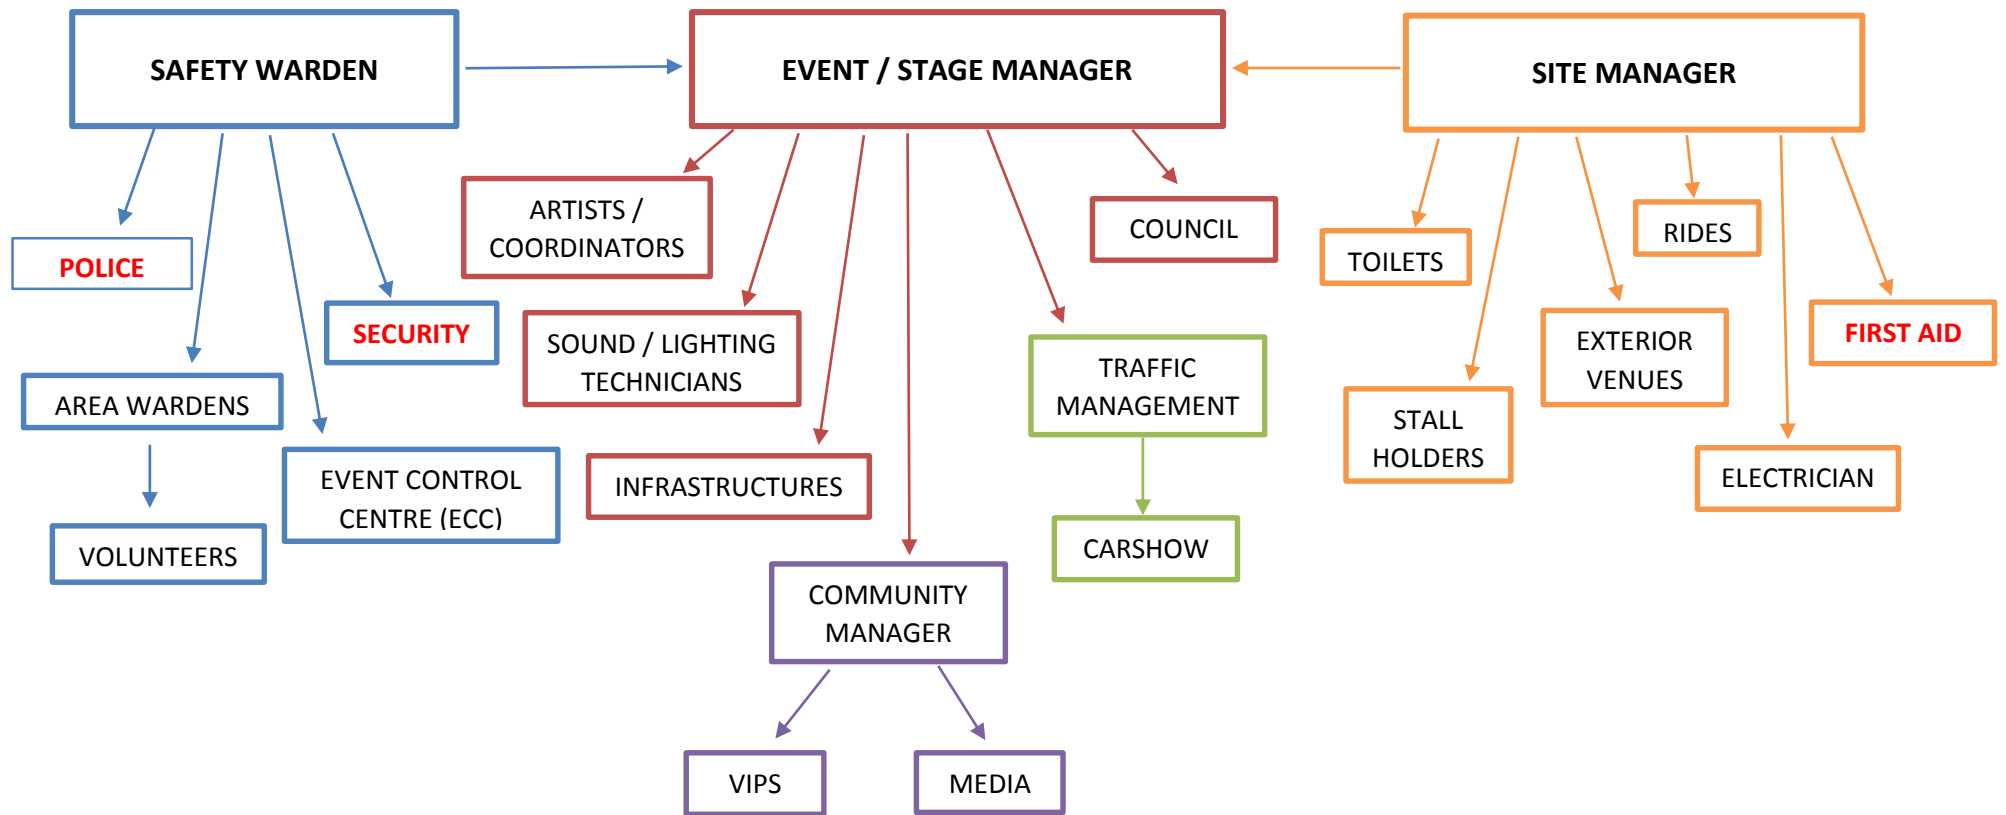 SAFETY WARDEN
EVENT / STAGE MANAGER
SITE MANAGER
POLICE
SECURITY
AREA WARDENS
EVENT CONTROL
CENTRE (ECC)
VOLUNTEERS
ARTISTS /
COORDINATORS
COUNCIL
SOUND / LIGHTING
TECHNICIANS
TRAFFIC
MANAGEMENT
INFRASTRUCTURES
CARSHOW
COMMUNITY
MANAGER
VIPS
MEDIA
TOILETS
RIDES
EXTERIOR
VENUES
FIRST AID
STALL
HOLDERS
ELECTRICIAN